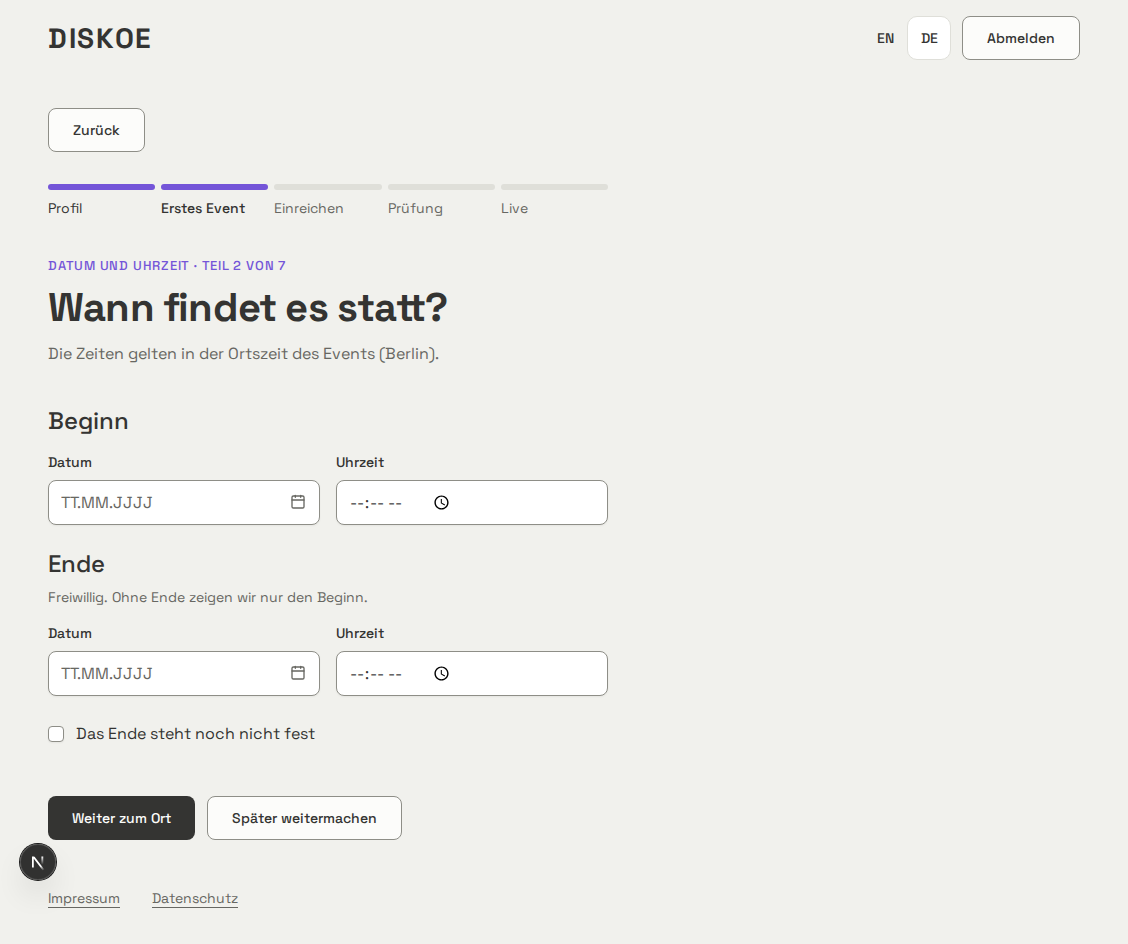 DISKOE
EN DE Abmelden
Zurück
Profil Erstes Event Einreichen Prüfung Live
DATUM UND UHRZEIT · TEIL 2 VON 7
Wann findet es statt?
Die Zeiten gelten in der Ortszeit des Events (Berlin).
Beginn
Datum Uhrzeit
TT.MM.JJJJ --:-- --
Ende
Freiwillig. Ohne Ende zeigen wir nur den Beginn.
Datum Uhrzeit
TT.MM.JJJJ --:-- --
Das Ende steht noch nicht fest
Weiter zum Ort Später weitermachen
N
Impressum Datenschutz